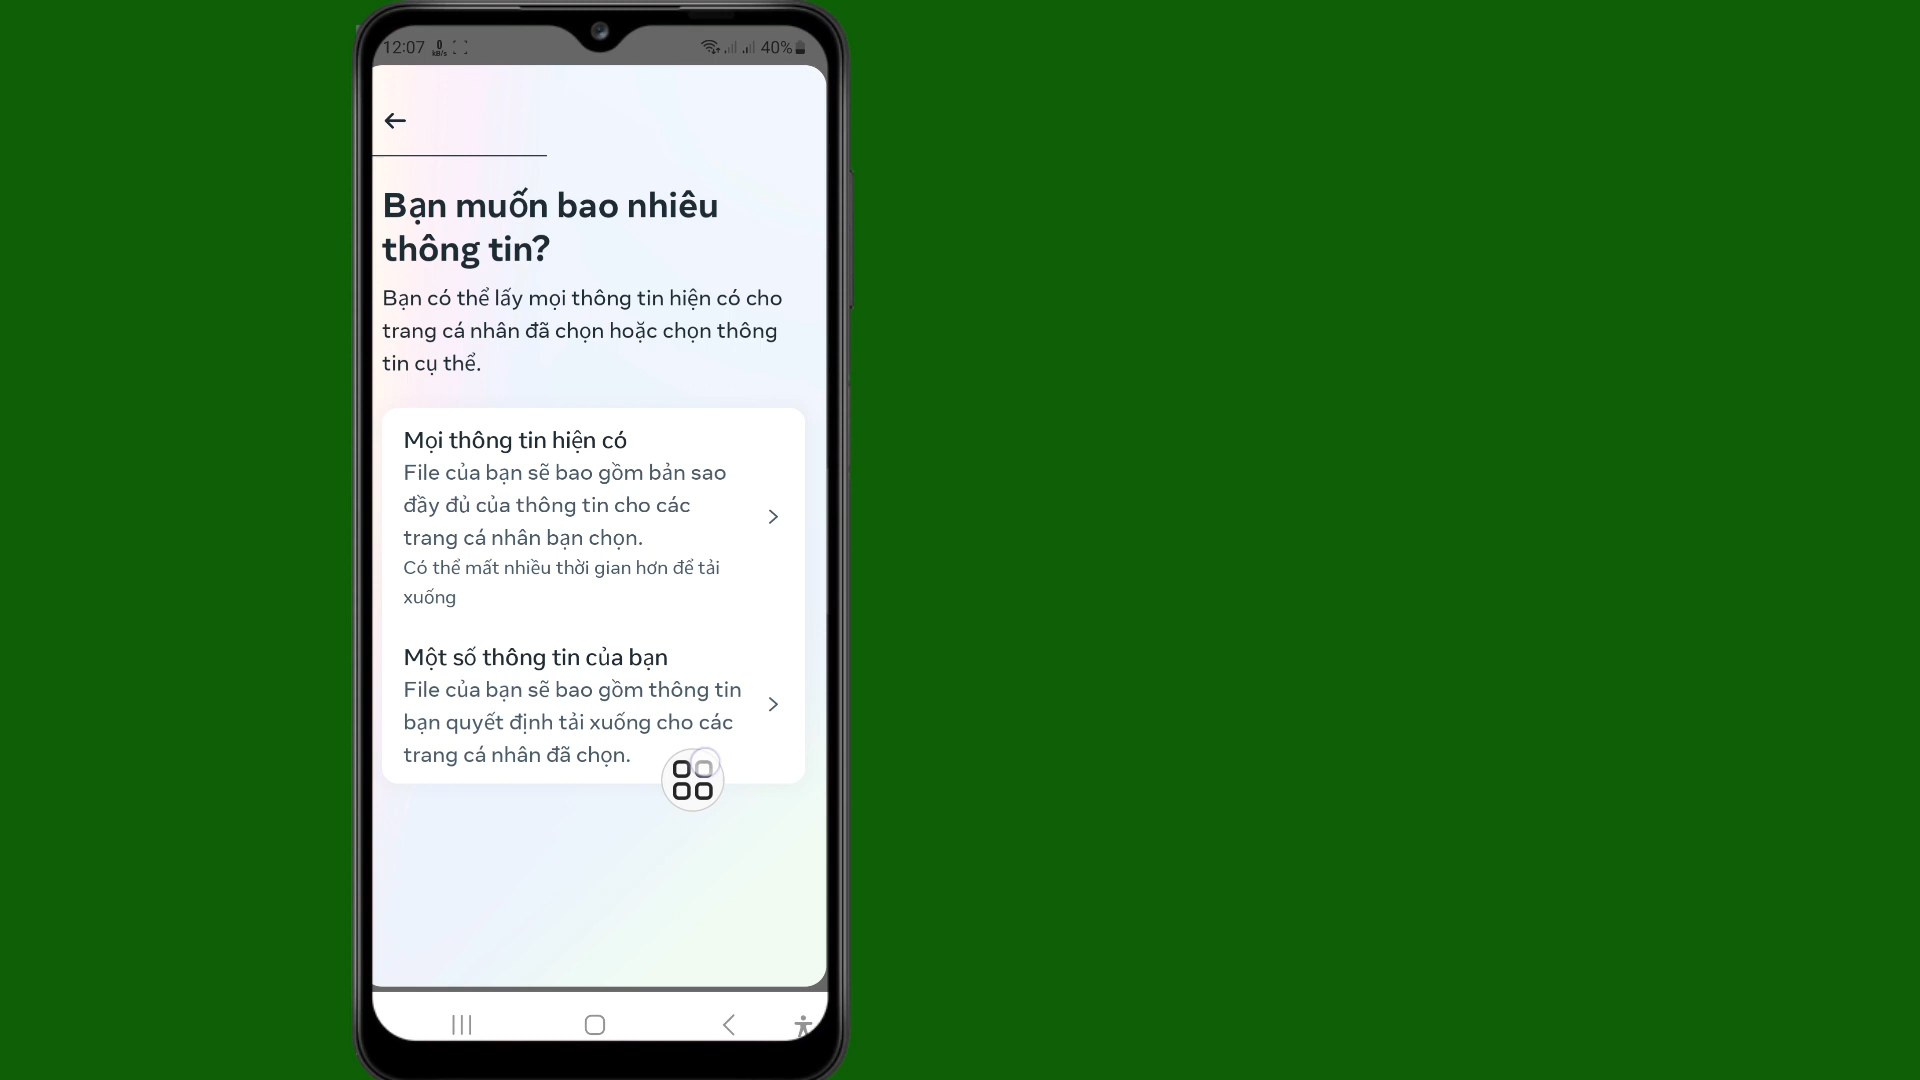 12:07 0 KB/s 40%
Bạn muốn bao nhiêu
thông tin?
Bạn có thể lấy mọi thông tin hiện có cho
trang cá nhân đã chọn hoặc chọn thông
tin cụ thể.
Mọi thông tin hiện có
File của bạn sẽ bao gồm bản sao
đầy đủ của thông tin cho các
trang cá nhân bạn chọn.
Có thể mất nhiều thời gian hơn để tải
xuống
Một số thông tin của bạn
File của bạn sẽ bao gồm thông tin
bạn quyết định tải xuống cho các
trang cá nhân đã chọn.